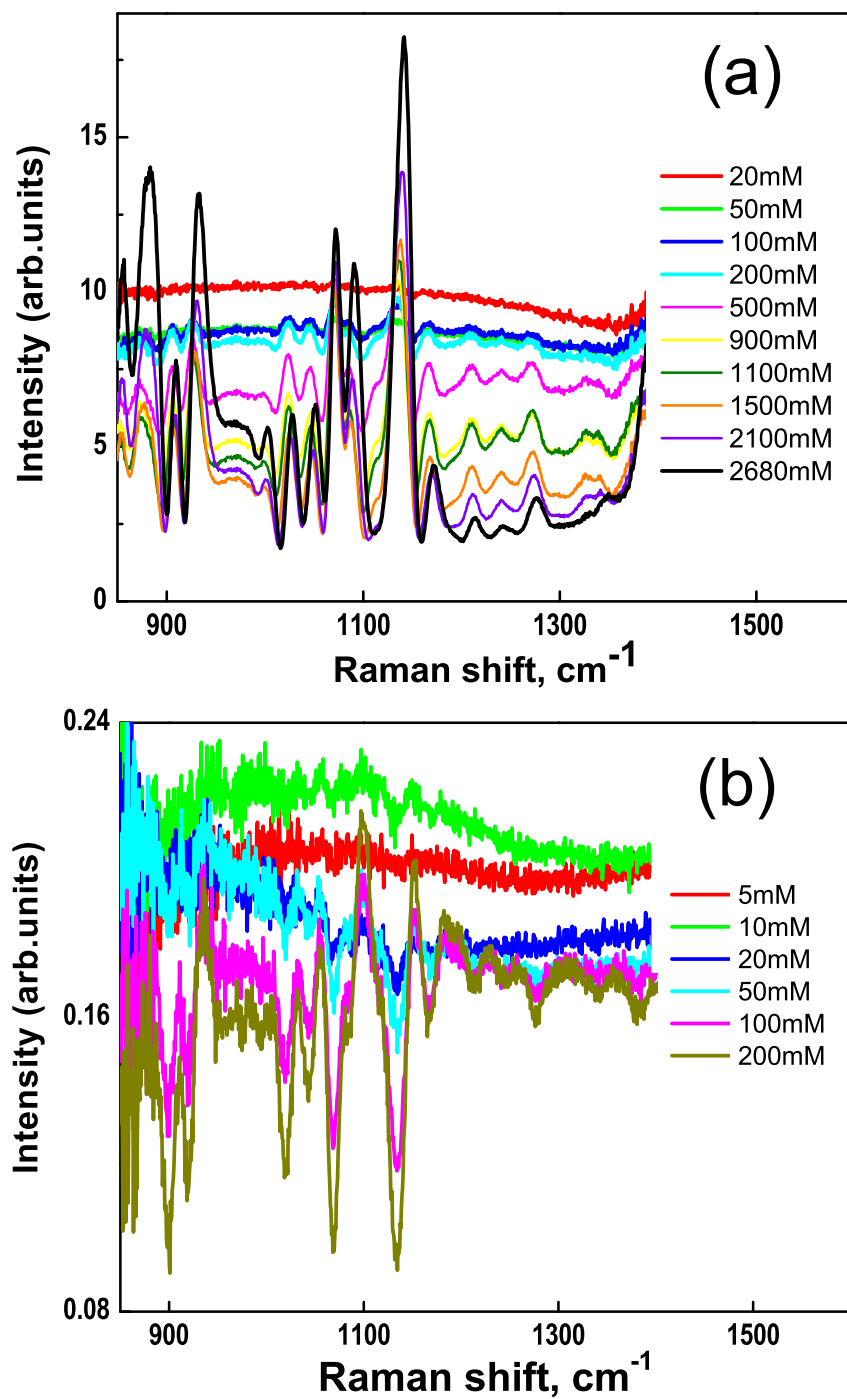 (a)
Intensity (arb.units)
15
10
5
0
20mM
50mM
100mM
200mM
500mM
900mM
1100mM
1500mM
2100mM
2680mM
900 1100 1300 1500
Raman shift, cm-1
(b)
Intensity (arb.units)
0.24
0.16
0.08
5mM
10mM
20mM
50mM
100mM
200mM
900 1100 1300 1500
Raman shift, cm-1